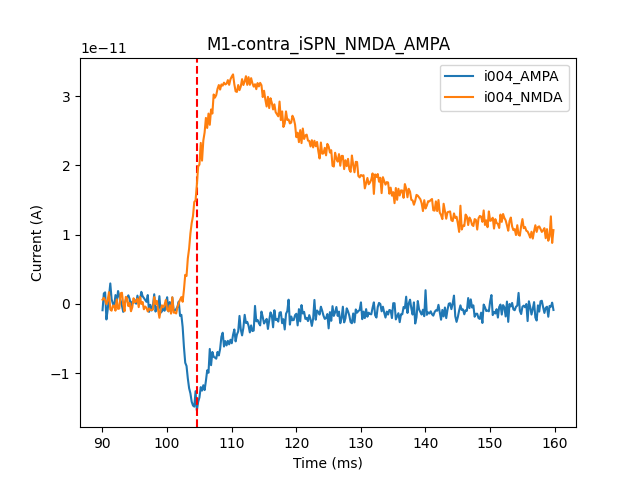 M1-contra_iSPN_NMDA_AMPA
1e−11
i004_AMPA
i004_NMDA
3
2
1
0
−1
Current (A)
90 100 110 120 130 140 150 160
Time (ms)